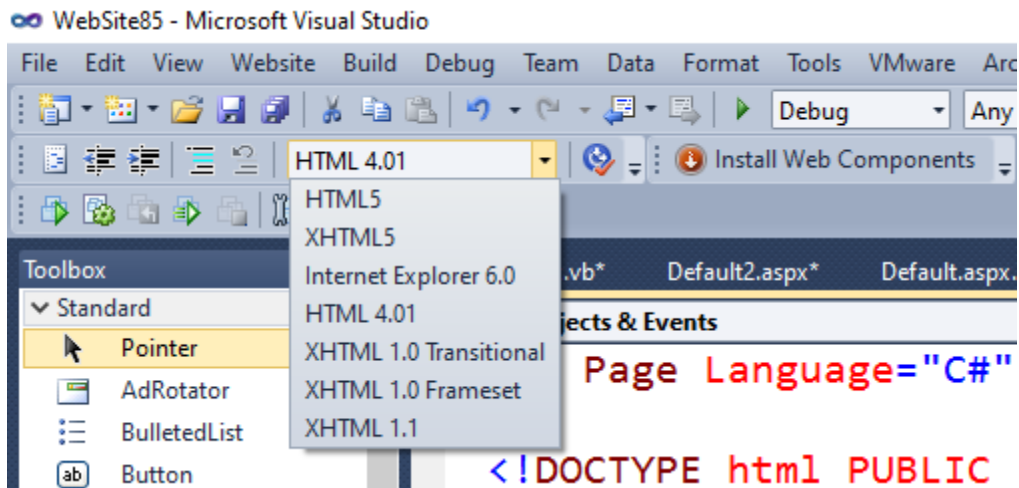 WebSite85 - Microsoft Visual Studio
File Edit View Website Build Debug Team Data Format Tools VMware Arc
Debug Any
HTML 4.01 Install Web Components
HTML5
XHTML5
Internet Explorer 6.0
HTML 4.01
XHTML 1.0 Transitional
XHTML 1.0 Frameset
XHTML 1.1
Toolbox .vb* Default2.aspx* Default.aspx.
Standard jects & Events
Pointer Page Language="C#"
AdRotator
BulletedList
ab Button <!DOCTYPE html PUBLIC